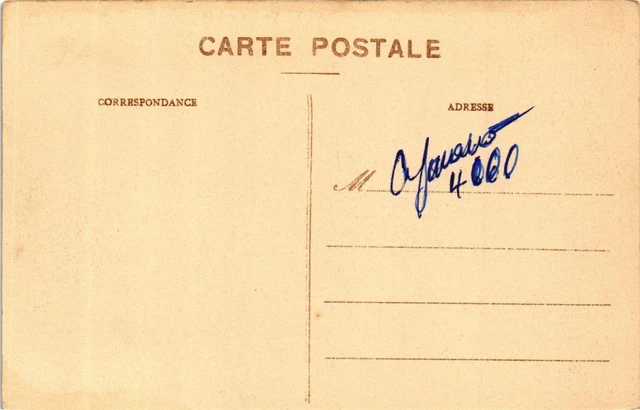 CARTE POSTALE
CORRESPONDANCE
ADRESSE
M
4000